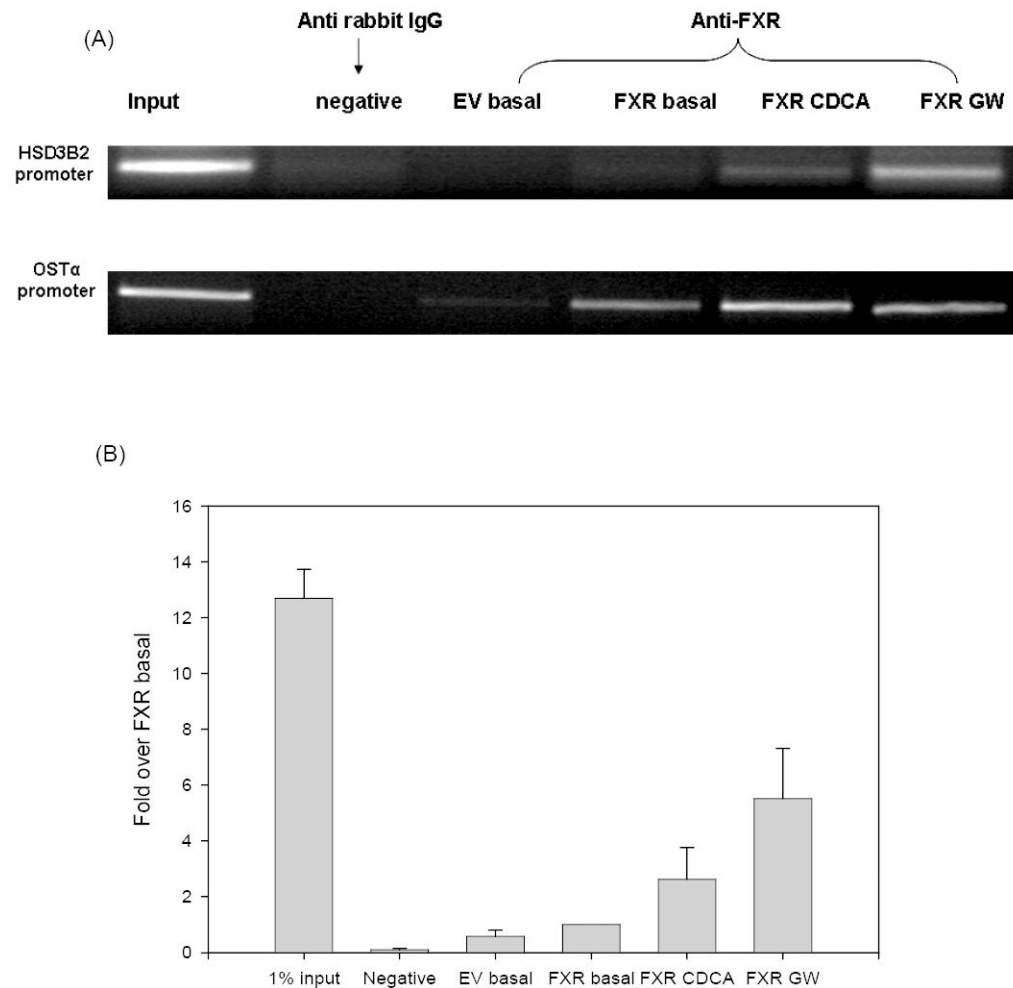 (A)
Anti rabbit IgG
Anti-FXR
Input
negative
EV basal
FXR basal
FXR CDCA
FXR GW
HSD3B2
promoter
OSTα
promoter
(B)
Fold over FXR basal
16
14
12
10
8
6
4
2
0
1% input
Negative
EV basal
FXR basal
FXR CDCA
FXR GW